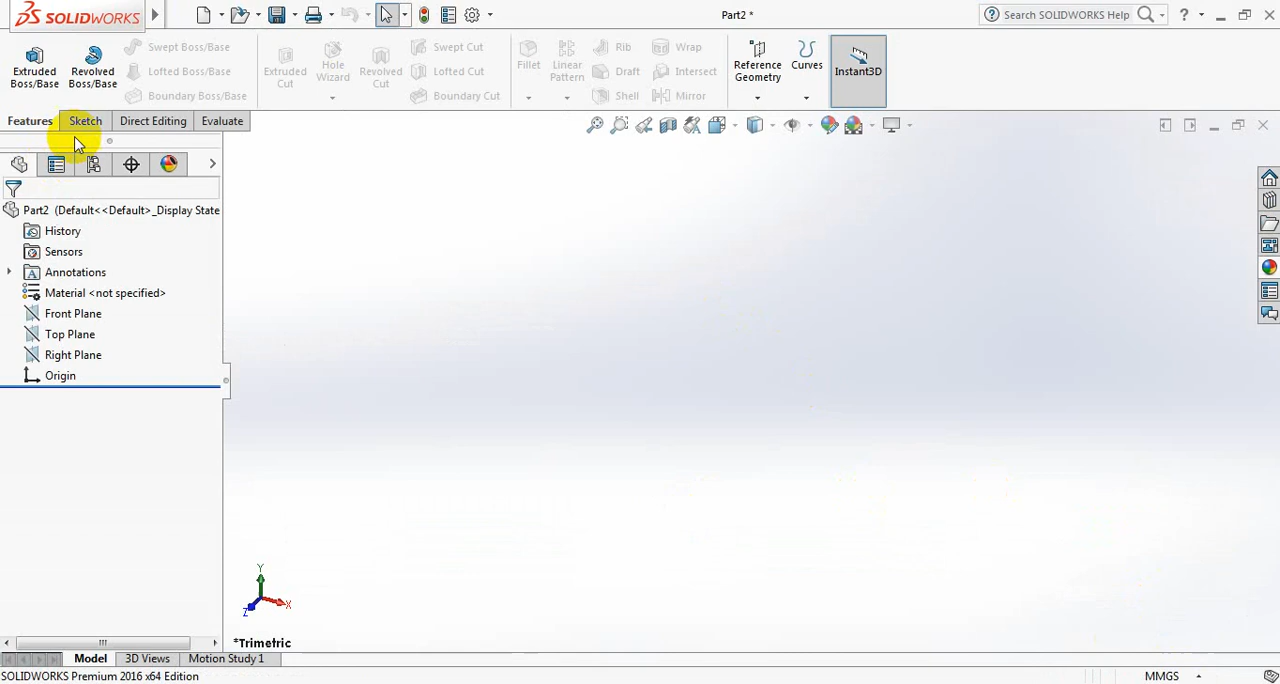 SOLIDWORKS
Part2 *
Search SOLIDWORKS Help
?
Extruded Boss/Base
Revolved Boss/Base
Swept Boss/Base
Lofted Boss/Base
Boundary Boss/Base
Extruded Cut
Hole Wizard
Revolved Cut
Swept Cut
Lofted Cut
Boundary Cut
Fillet
Linear Pattern
Rib
Draft
Shell
Wrap
Intersect
Mirror
Reference Geometry
Curves
Instant3D
Features
Sketch
Direct Editing
Evaluate
Part2 (Default<<Default>_Display State
History
Sensors
A Annotations
Material <not specified>
Front Plane
Top Plane
Right Plane
Origin
Y
X
Z
*Trimetric
Model
3D Views
Motion Study 1
SOLIDWORKS Premium 2016 x64 Edition
MMGS